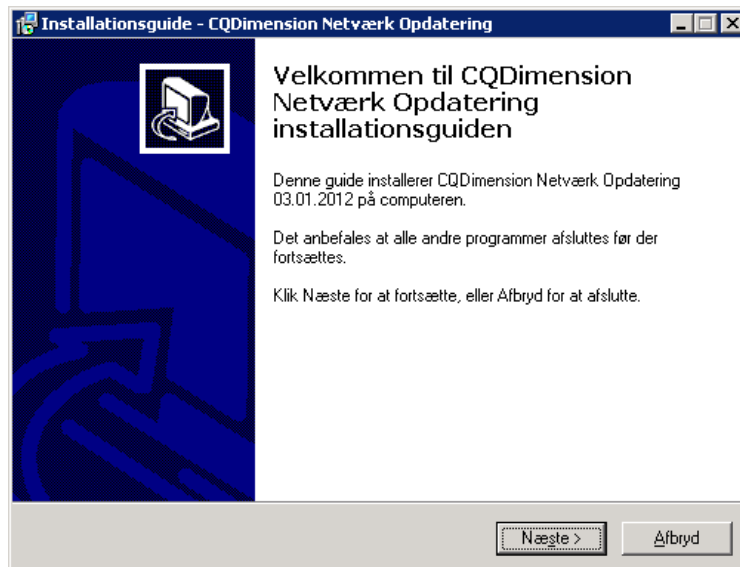 Installationsguide - CQDimension Netværk Opdatering
Velkommen til CQDimension
Netværk Opdatering
installationsguiden
Denne guide installerer CQDimension Netværk Opdatering
03.01.2012 på computeren.
Det anbefales at alle andre programmer afsluttes før der
fortsættes.
Klik Næste for at fortsætte, eller Afbryd for at afslutte.
Næste >
Afbryd